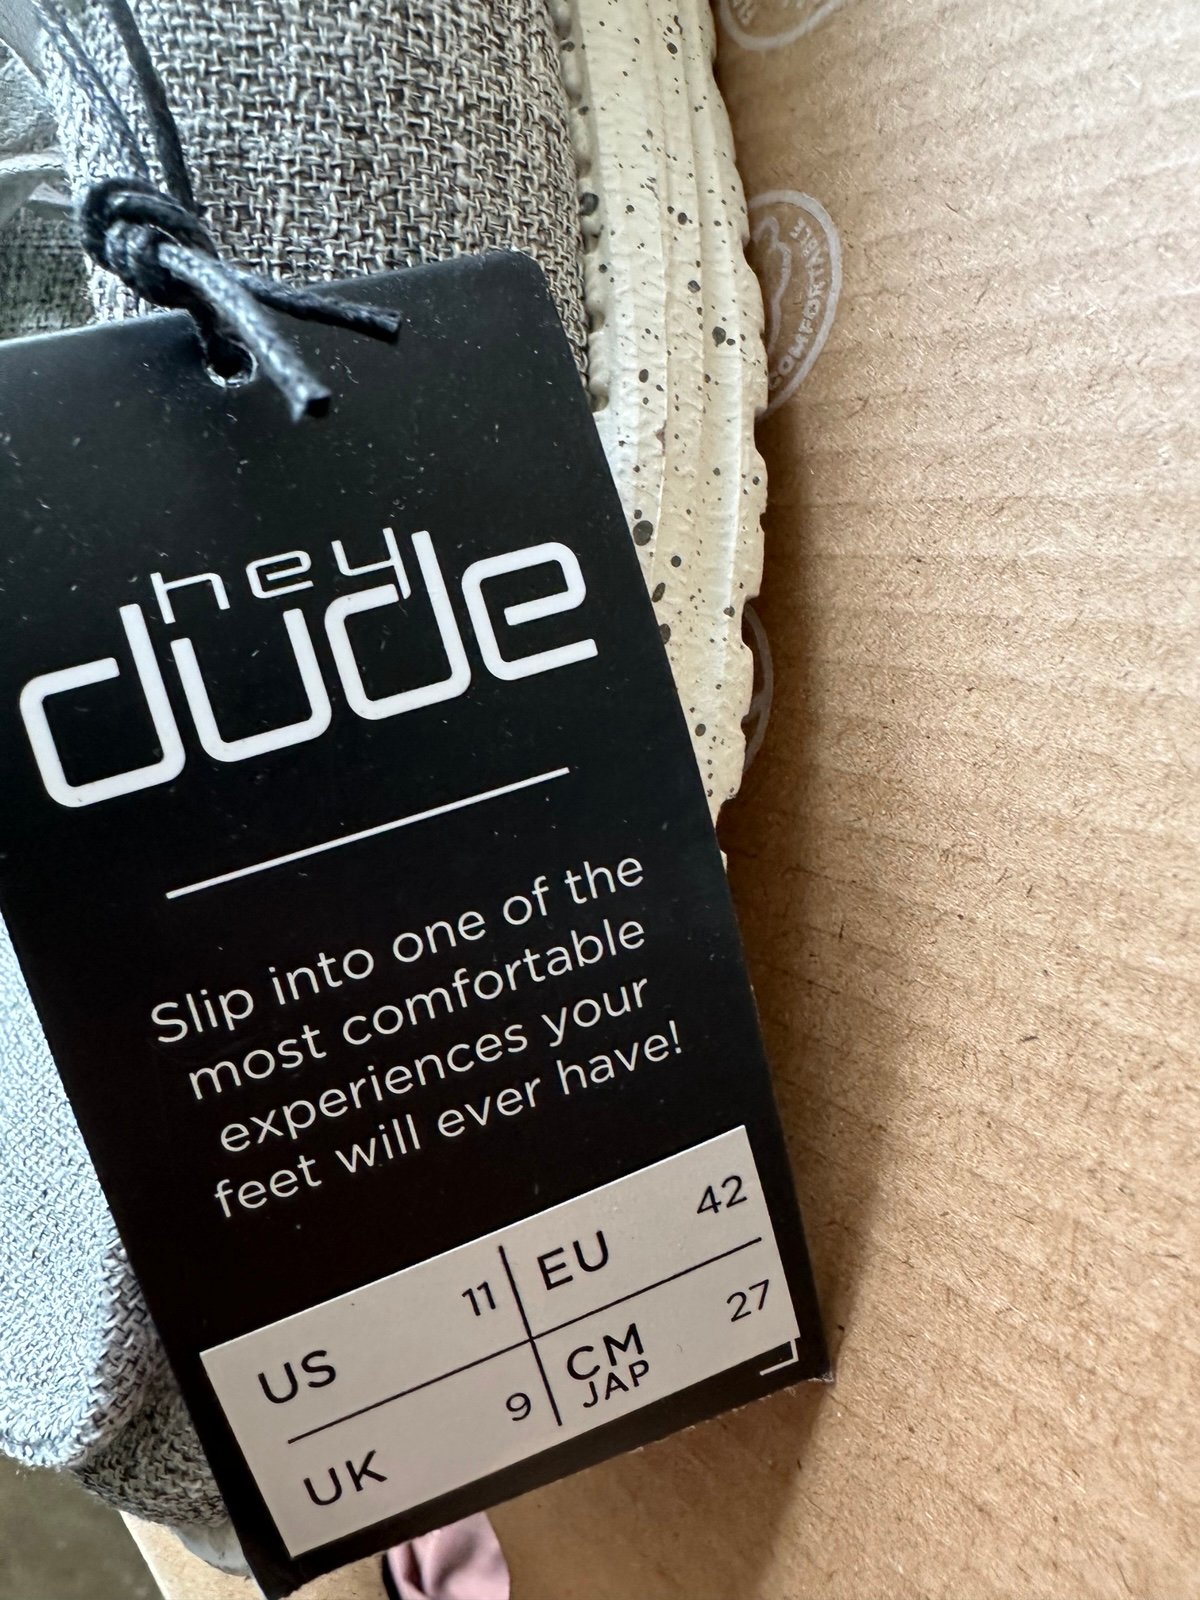 COMFORTABLE
hey
dude
Slip into one of the
most comfortable
experiences your
feet will ever have!
US 11
EU 42
UK 9
CM
JAP 27